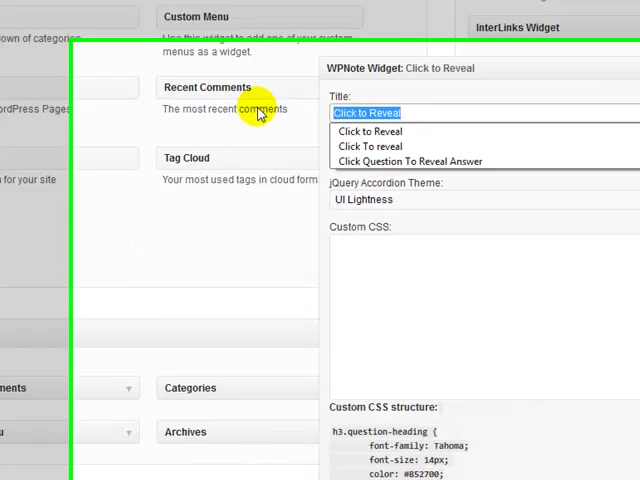 Custom Menu
InterLinks Widget
own of categories
Use this widget to add one of your custom
menus as a widget.
WPNote Widget: Click to Reveal
Recent Comments
Title:
ordPress Pages
The most recent comments
Click to Reveal
Click to Reveal
Click To reveal
Tag Cloud
Click Question To Reveal Answer
n for your site
Your most used tags in cloud form
jQuery Accordion Theme:
UI Lightness
Custom CSS:
ments
Categories
Custom CSS structure:
u
Archives
h3.question-heading {
font-family: Tahoma;
font-size: 14px;
color: #B52700;